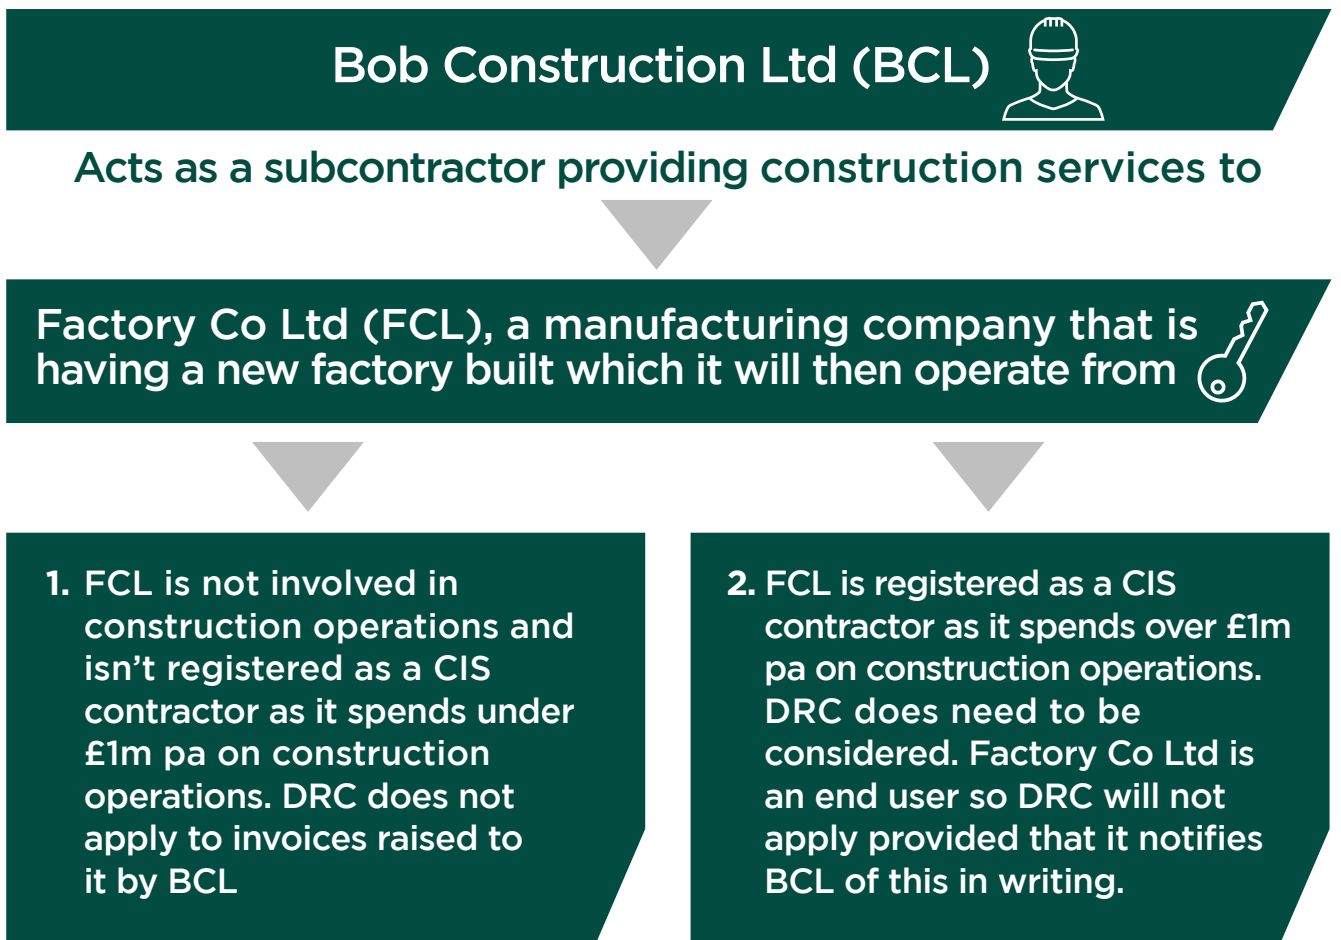 Bob Construction Ltd (BCL)
Acts as a subcontractor providing construction services to
Factory Co Ltd (FCL), a manufacturing company that is
having a new factory built which it will then operate from
1. FCL is not involved in
construction operations and
isn't registered as a CIS
contractor as it spends under
£1m pa on construction
operations. DRC does not
apply to invoices raised to
it by BCL
2. FCL is registered as a CIS
contractor as it spends over £1m
pa on construction operations.
DRC does need to be
considered. Factory Co Ltd is
an end user so DRC will not
apply provided that it notifies
BCL of this in writing.